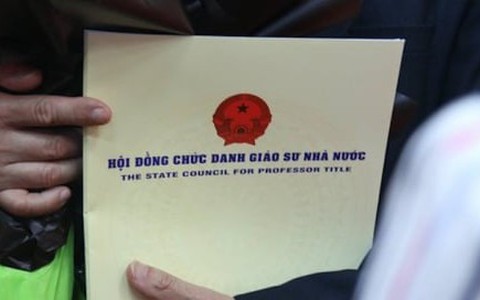 HỘI ĐỒNG CHỨC DANH GIÁO SƯ NHÀ NƯỚC
THE STATE COUNCIL FOR PROFESSOR TITLE